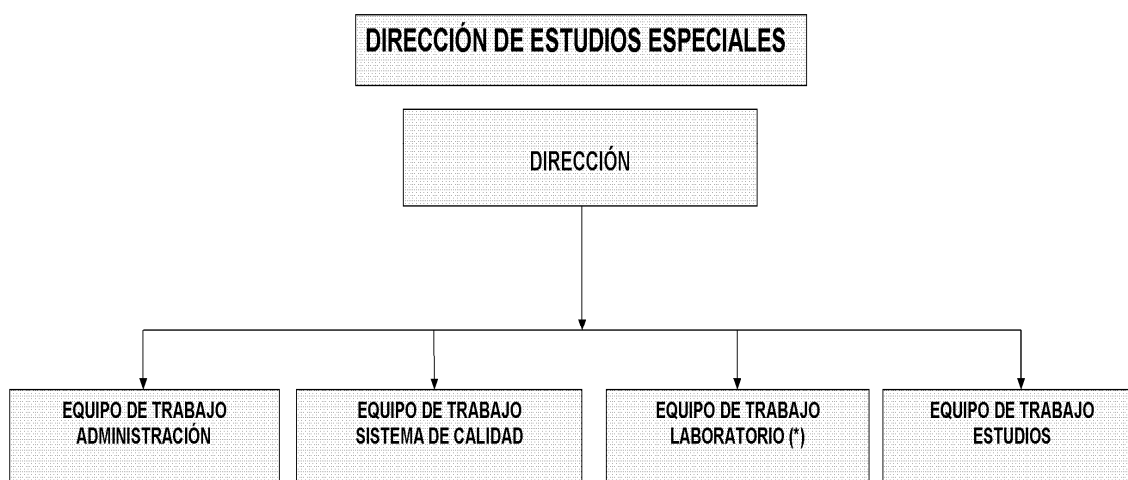 DIRECCIÓN DE ESTUDIOS ESPECIALES
DIRECCIÓN
EQUIPO DE TRABAJO
ADMINISTRACIÓN
EQUIPO DE TRABAJO
SISTEMA DE CALIDAD
EQUIPO DE TRABAJO
LABORATORIO (*)
EQUIPO DE TRABAJO
ESTUDIOS